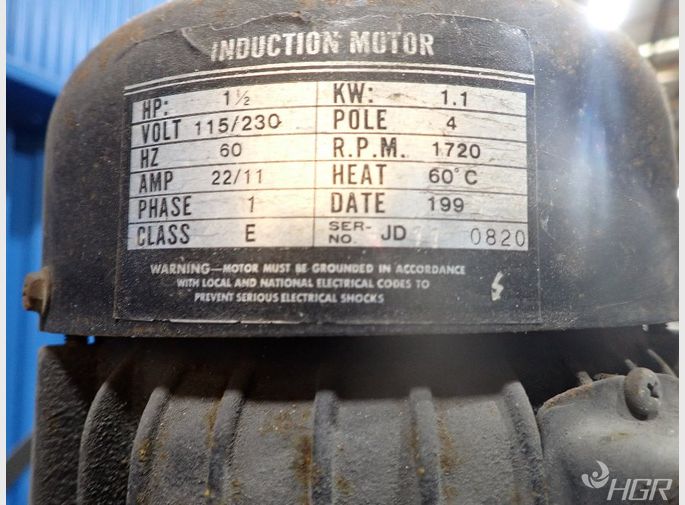 INDUCTION MOTOR
HP: 1½ KW: 1.1
VOLT 115/230 POLE 4
HZ 60 R.P.M. 1720
AMP 22/11 HEAT 60°C
PHASE 1 DATE 199
CLASS E SER-NO. JD 0820
WARNING—MOTOR MUST BE GROUNDED IN ACCORDANCE
WITH LOCAL AND NATIONAL ELECTRICAL CODES TO
PREVENT SERIOUS ELECTRICAL SHOCKS
HGR